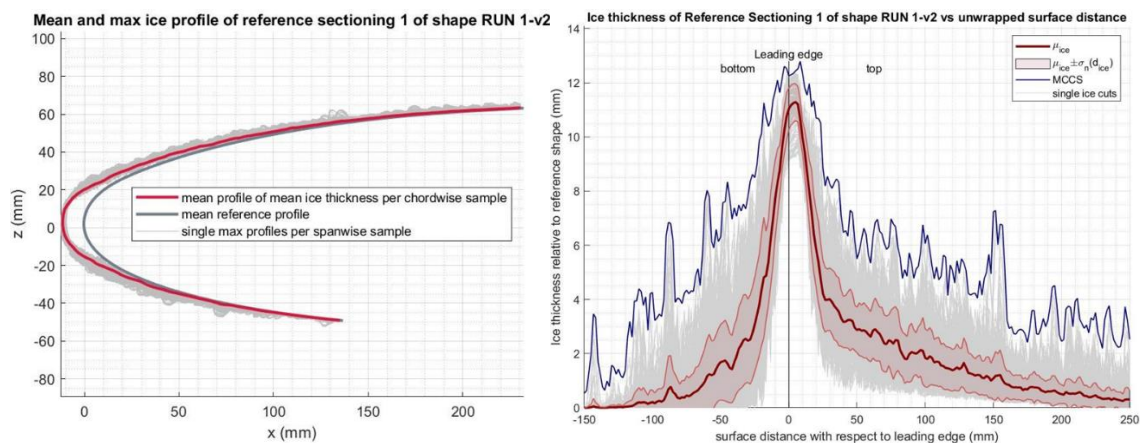 Mean and max ice profile of reference sectioning 1 of shape RUN 1-v2
100
80
60
40
20
0
-20
-40
-60
-80
z (mm)
mean profile of mean ice thickness per chordwise sample
mean reference profile
single max profiles per spanwise sample
0
50
100
150
200
x (mm)
Ice thickness of Reference Sectioning 1 of shape RUN 1-v2 vs unwrapped surface distance
14
12
10
8
6
4
2
0
Ice thickness relative to reference shape (mm)
Leading edge
bottom
top
μice
μice±σn(dice)
MCCS
single ice cuts
-150
-100
-50
0
50
100
150
200
250
surface distance with respect to leading edge (mm)